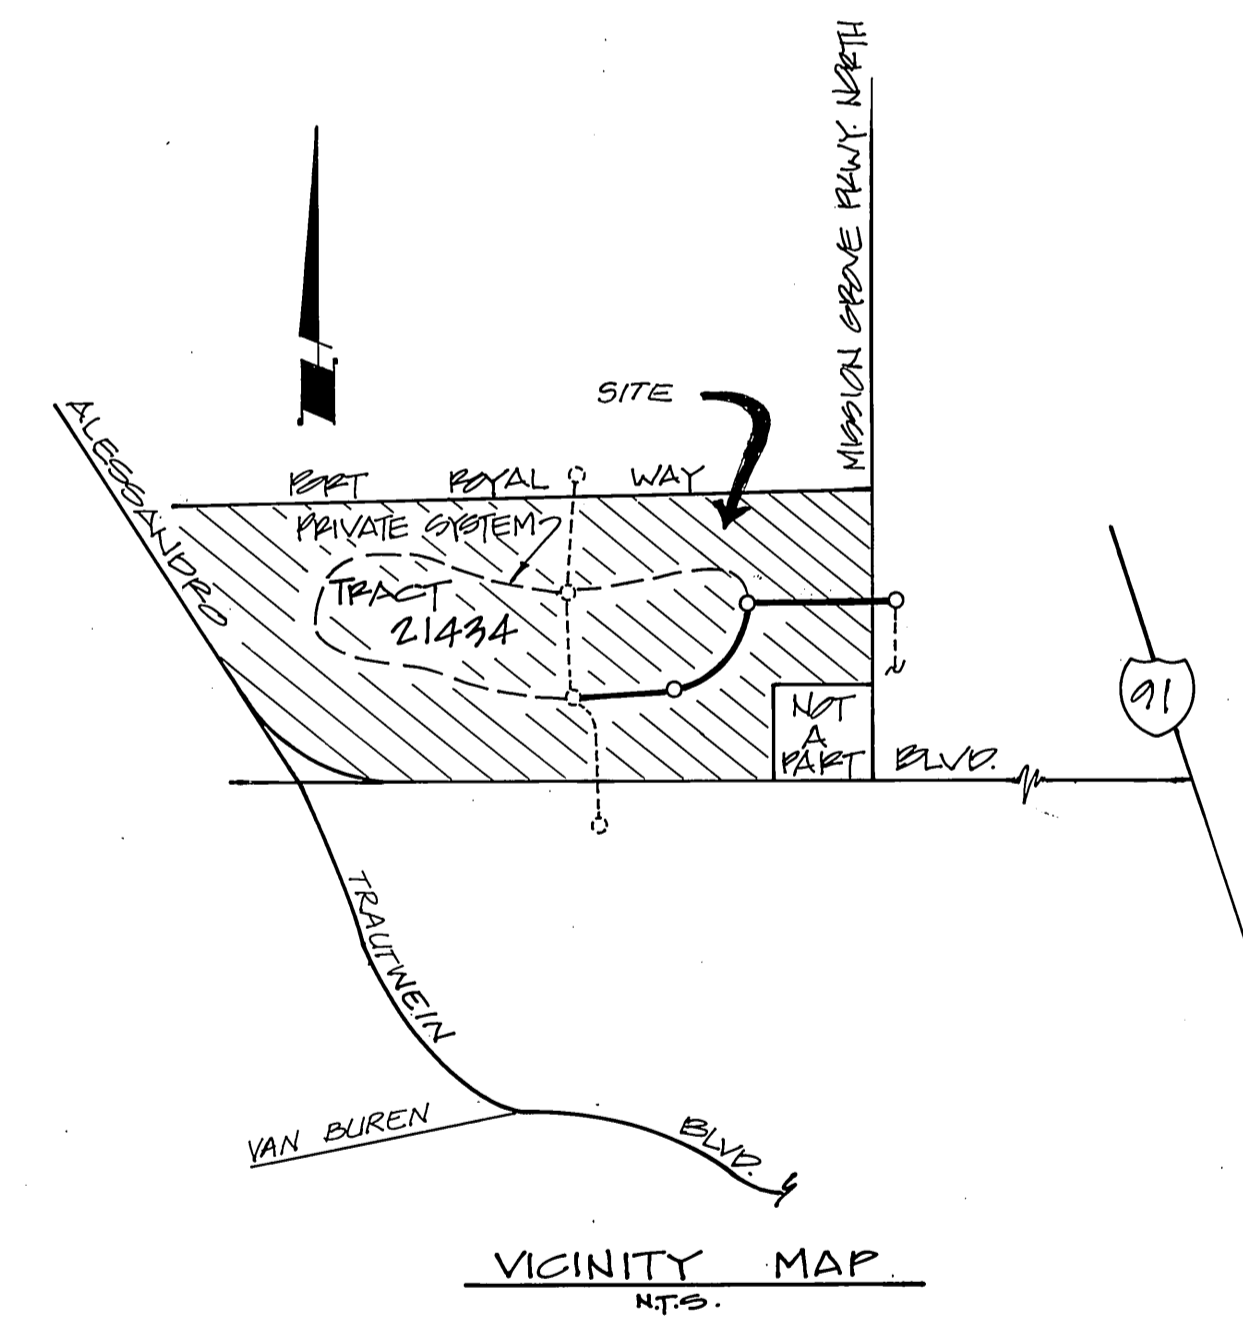 MISSION GROVE PKWY. NORTH
SITE
ALESSANDRO
PORT ROYAL WAY
PRIVATE SYSTEM
TRACT
21434
91
NOT
A
PART
BLVD.
TRAUTWEIN
VAN BUREN
BLVD.
VICINITY MAP
N.T.S.